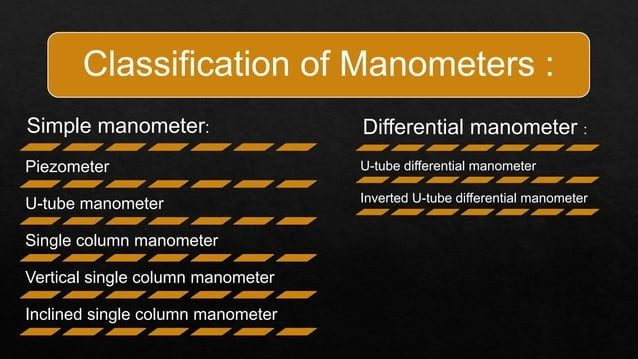 Classification of Manometers :
Simple manometer:
Piezometer
U-tube manometer
Single column manometer
Vertical single column manometer
Inclined single column manometer
Differential manometer :
U-tube differential manometer
Inverted U-tube differential manometer